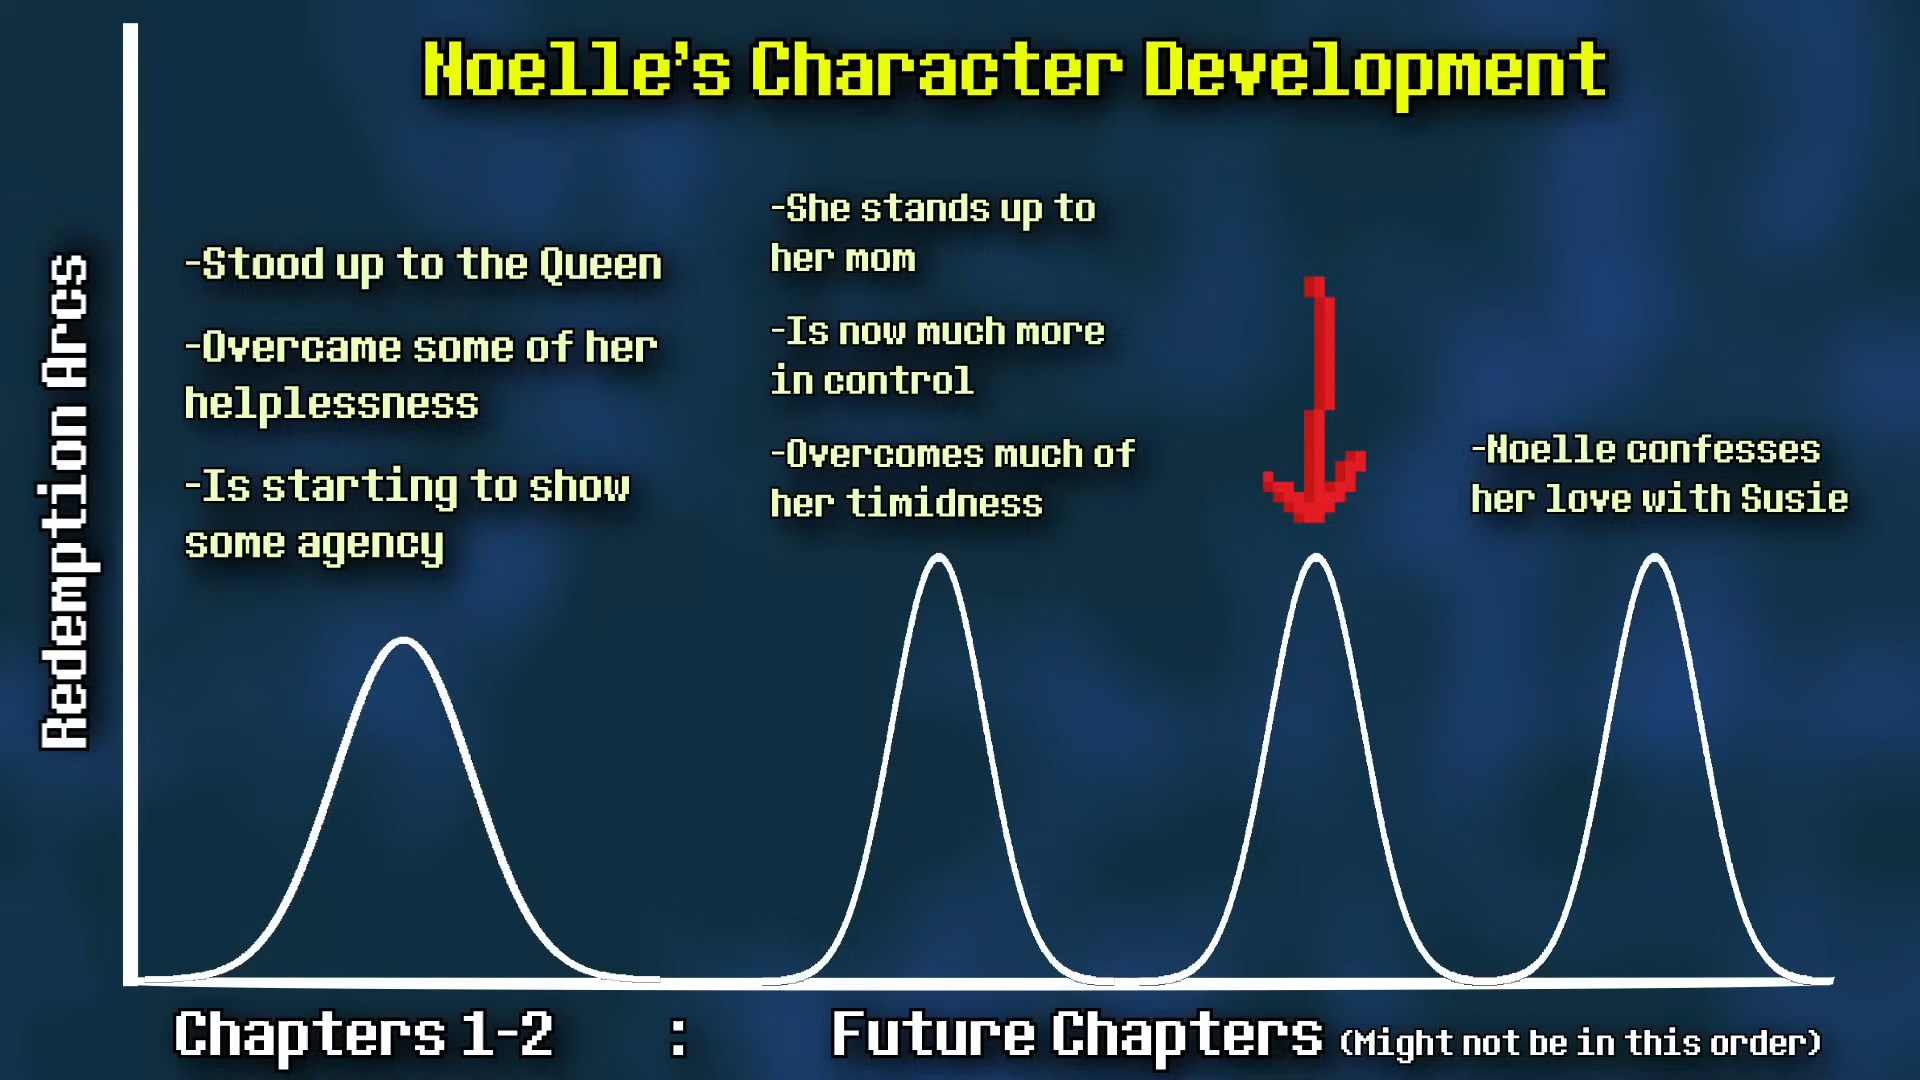 Noelle's Character Development
Redemption Arcs
-Stood up to the Queen
-Overcame some of her
helplessness
-Is starting to show
some agency
-She stands up to
her mom
-Is now much more
in control
-Overcomes much of
her timidness
-Noelle confesses
her love with Susie
Chapters 1-2 : Future Chapters (Might not be in this order)